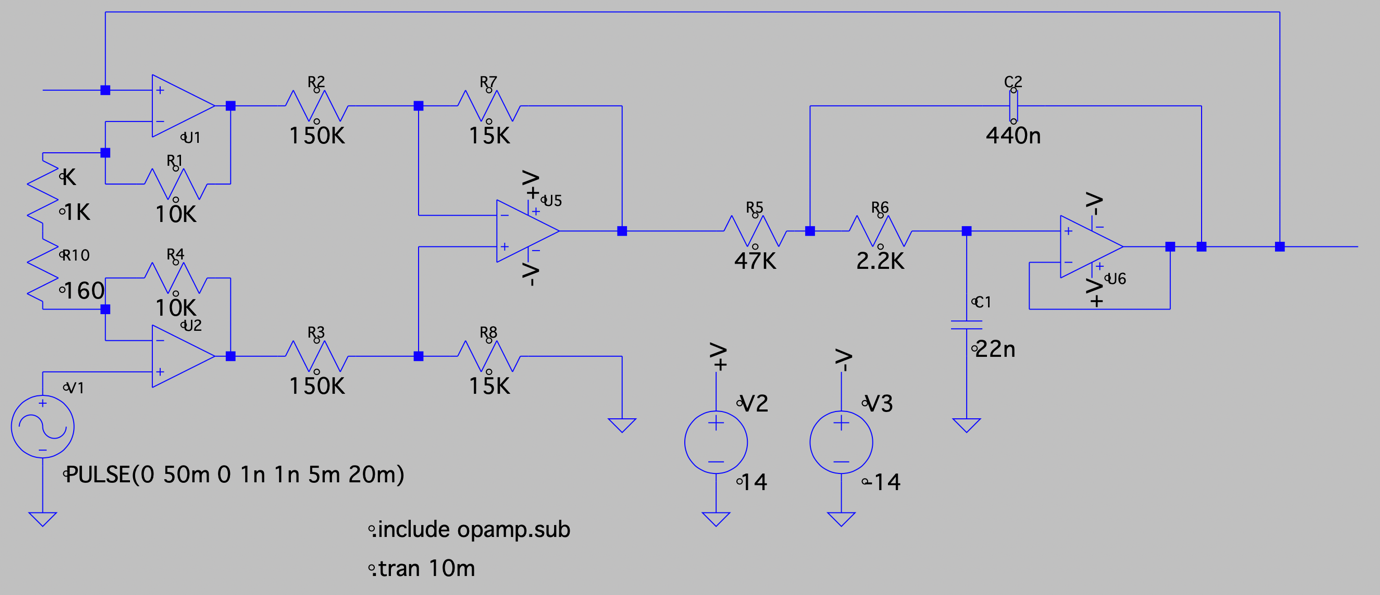 C2
440n
R2
150K
R7
15K
U1
R1
10K
K
1K
R10
160
R4
10K
U2
+V
U5
-V
R5
47K
R6
2.2K
-V
U6
+V
C1
22n
R3
150K
R8
15K
V1
PULSE(0 50m 0 1n 1n 5m 20m)
+V
V2
14
-V
V3
-14
.include opamp.sub
.tran 10m